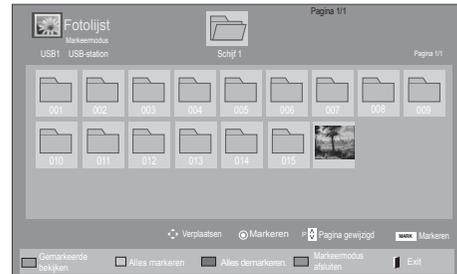 Pagina 1/1
Fotolijst
Markeermodus
USB1 USB-station
Schijf 1
Pagina 1/1
001 002 003 004 005 006 007 008 009
010 011 012 013 014 015
Verplaatsen Markeren P Pagina gewijzigd MARK Markeren
Gemarkeerde bekijken
Alles markeren
Alles demarkeren.
Markeermodus afsluiten
Exit